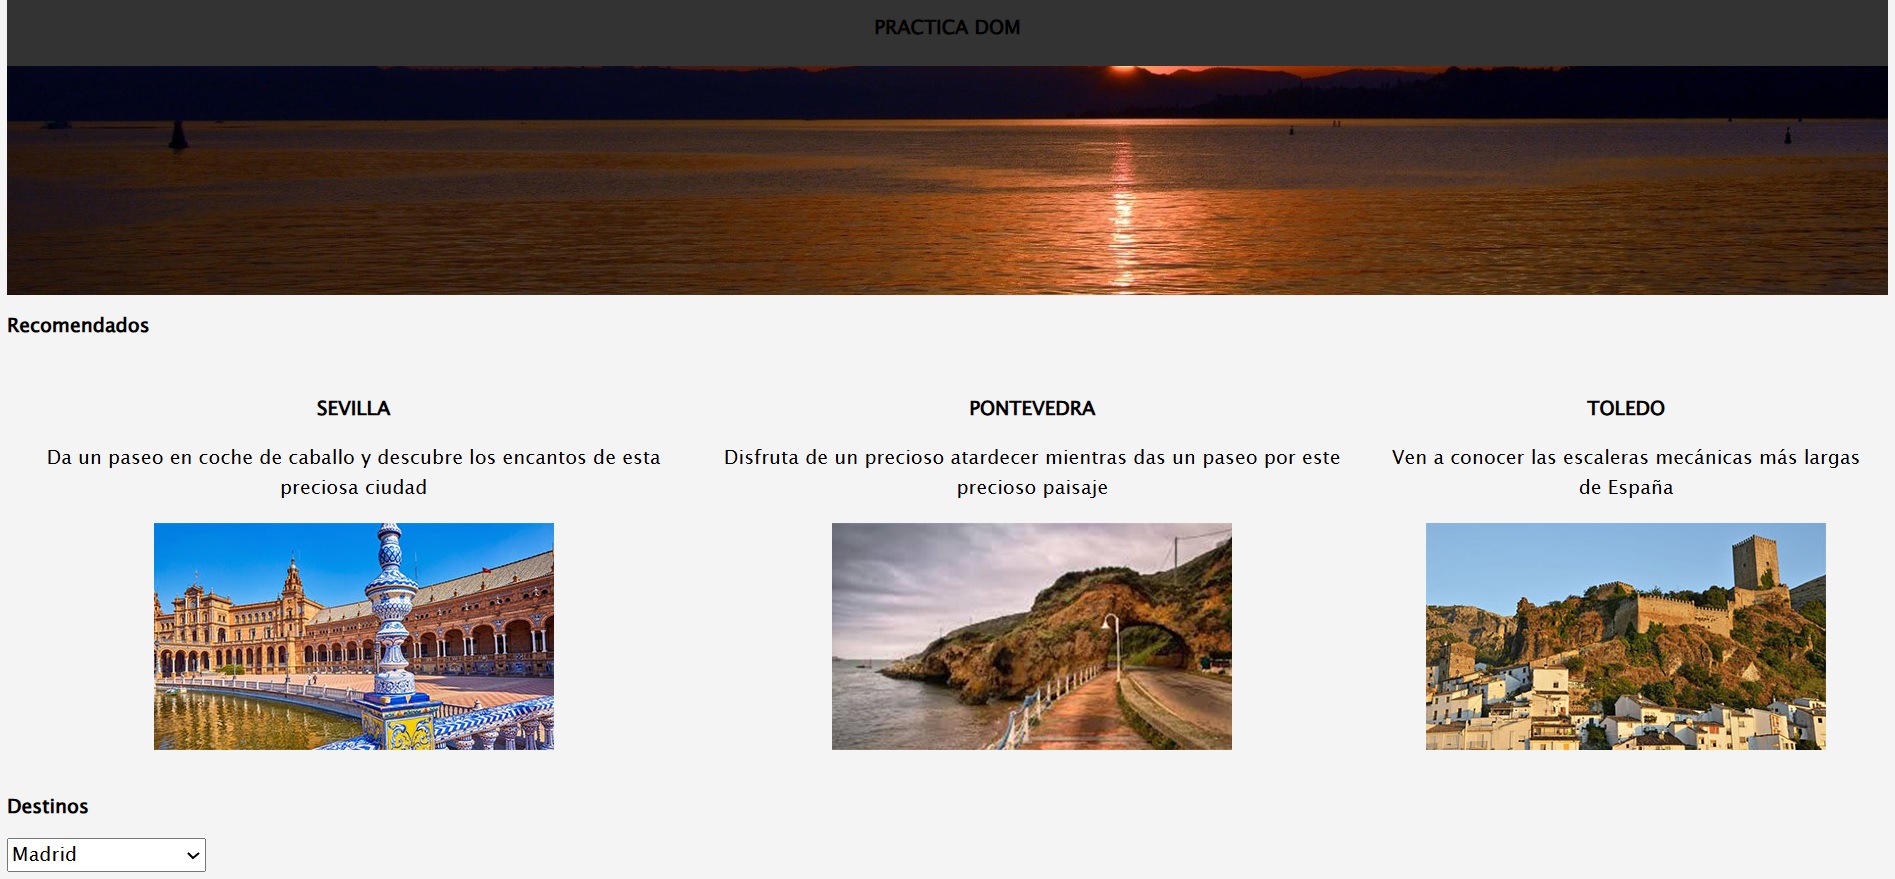 PRACTICA DOM
Recomendados
SEVILLA
Da un paseo en coche de caballo y descubre los encantos de esta
preciosa ciudad
PONTEVEDRA
Disfruta de un precioso atardecer mientras das un paseo por este
precioso paisaje
TOLEDO
Ven a conocer las escaleras mecánicas más largas
de España
Destinos
Madrid